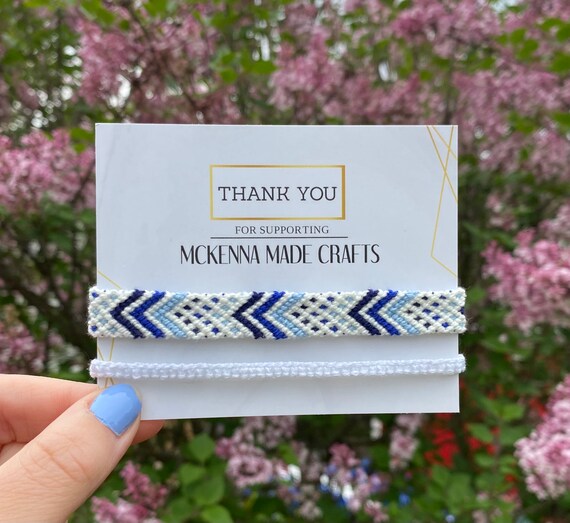 THANK YOU
FOR SUPPORTING
MCKENNA MADE CRAFTS